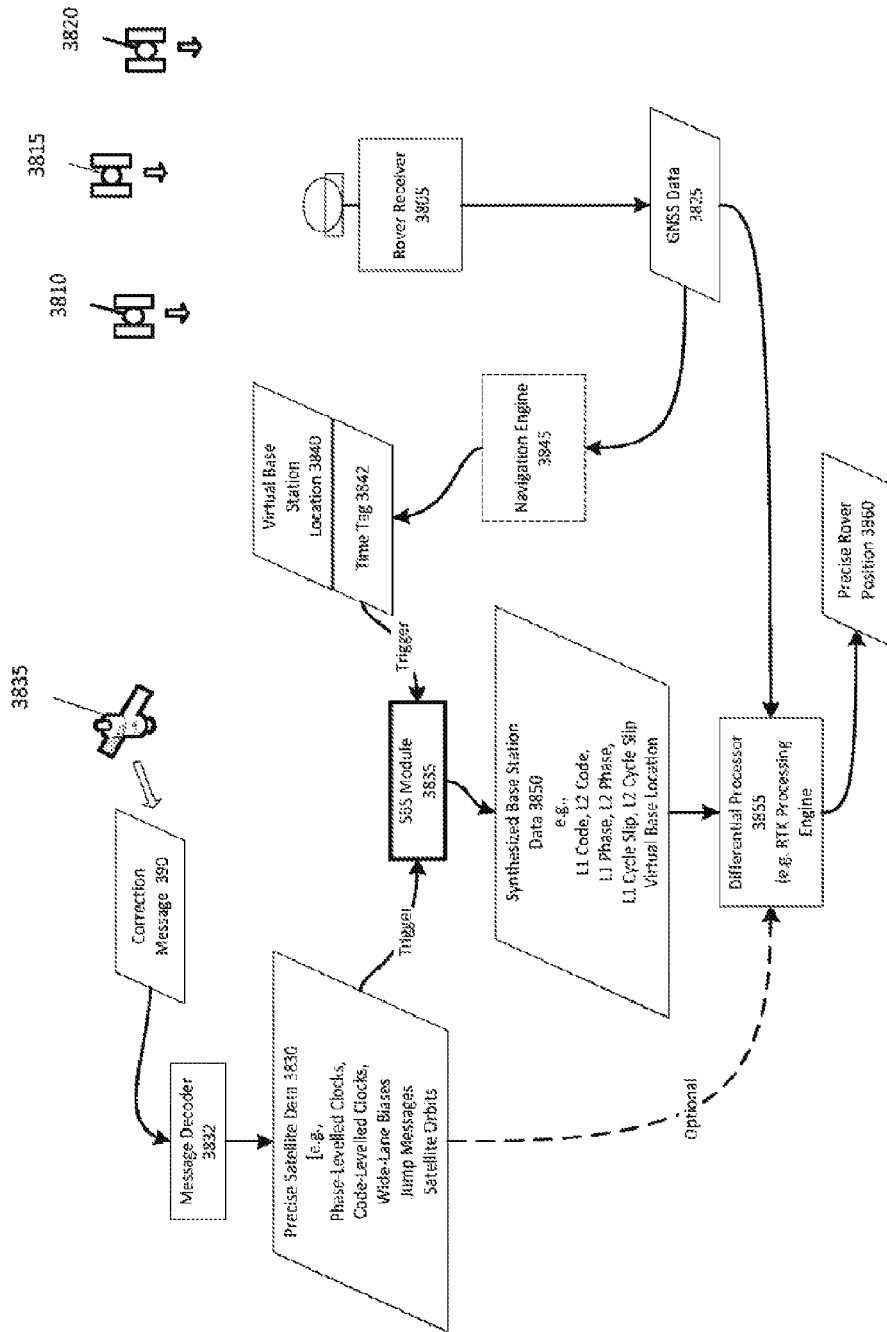 3820
3815
3810
3835
Rover Receiver
3805
GNSS Data
3825
Navigation Engine
3845
Virtual Base
Station
Location 3840
Time Tag 3842
Trigger
Correction
Message 390
Message Decoder
3832
Precise Satellite Data 3830
[e.g.,
Phase-Levelled Clocks,
Code-Levelled Clocks,
Wide-Lane Biases
Jump Messages
Satellite Orbits
Trigger
SBS Module
3835
Synthesized Base Station
Data 3850
e.g.,
L1 Code, L2 Code,
L1 Phase, L2 Phase,
L1 Cycle Slip, L2 Cycle Slip
Virtual Base Location
Optional
Differential Processor
3855
(e.g. RTK Processing
Engine
Precise Rover
Position 3860